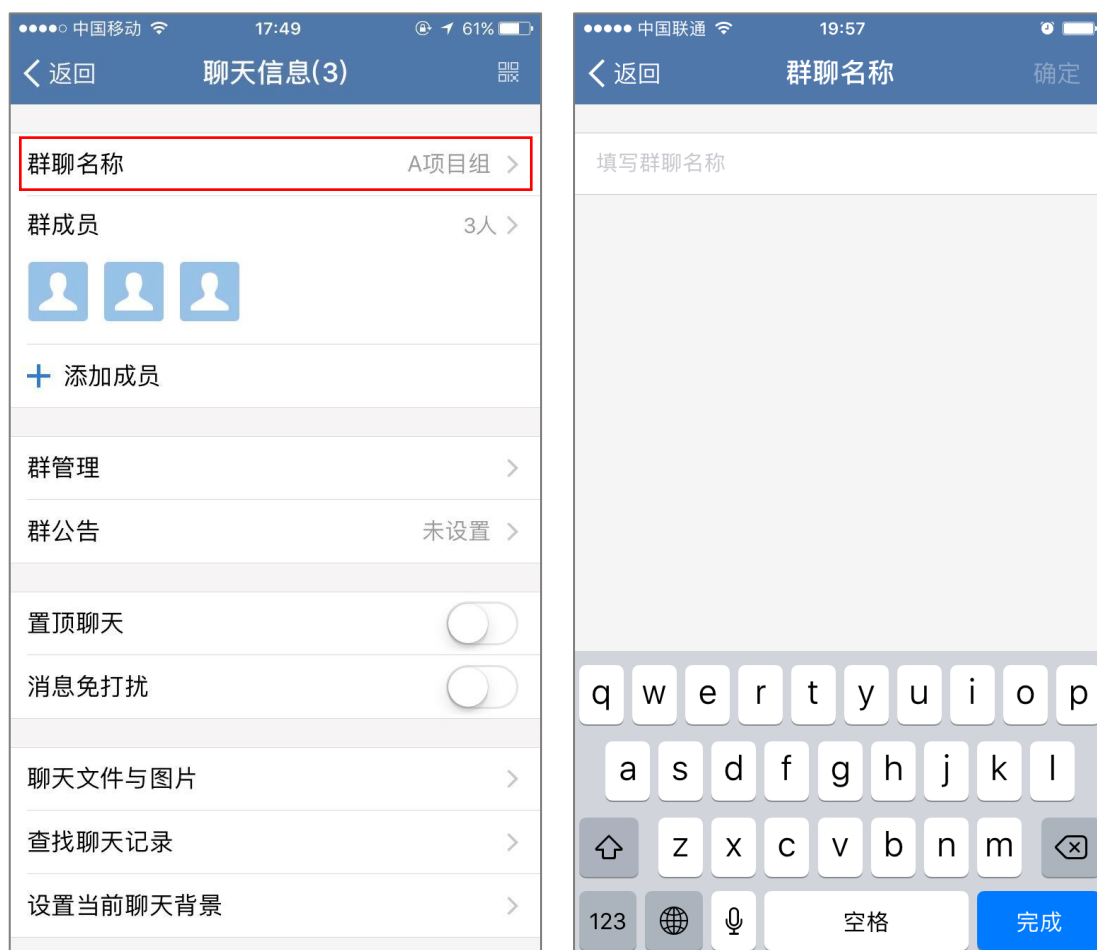 中国移动 17:49 61%
返回 聊天信息(3)
群聊名称 A项目组
群成员 3人
添加成员
群管理
群公告 未设置
置顶聊天
消息免打扰
聊天文件与图片
查找聊天记录
设置当前聊天背景
中国联通 19:57
返回 群聊名称 确定
填写群聊名称
q w e r t y u i o p
a s d f g h j k l
z x c v b n m
123 空格 完成